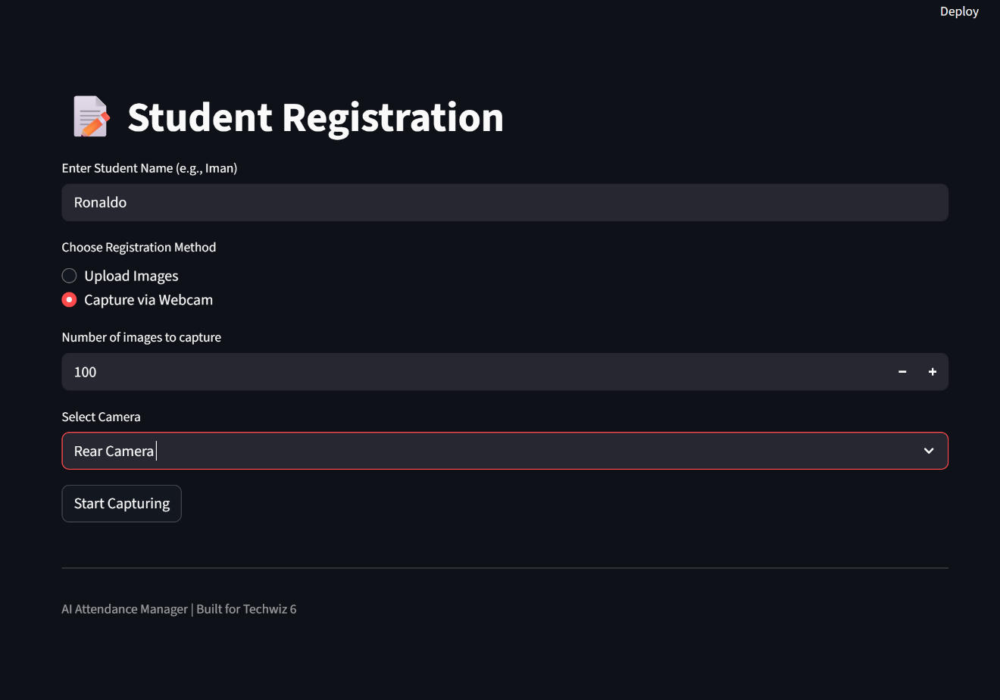 Deploy
Student Registration
Enter Student Name (e.g., Iman)
Ronaldo
Choose Registration Method
Upload Images
Capture via Webcam
Number of images to capture
100
Select Camera
Rear Camera
Start Capturing
AI Attendance Manager | Built for Techwiz 6